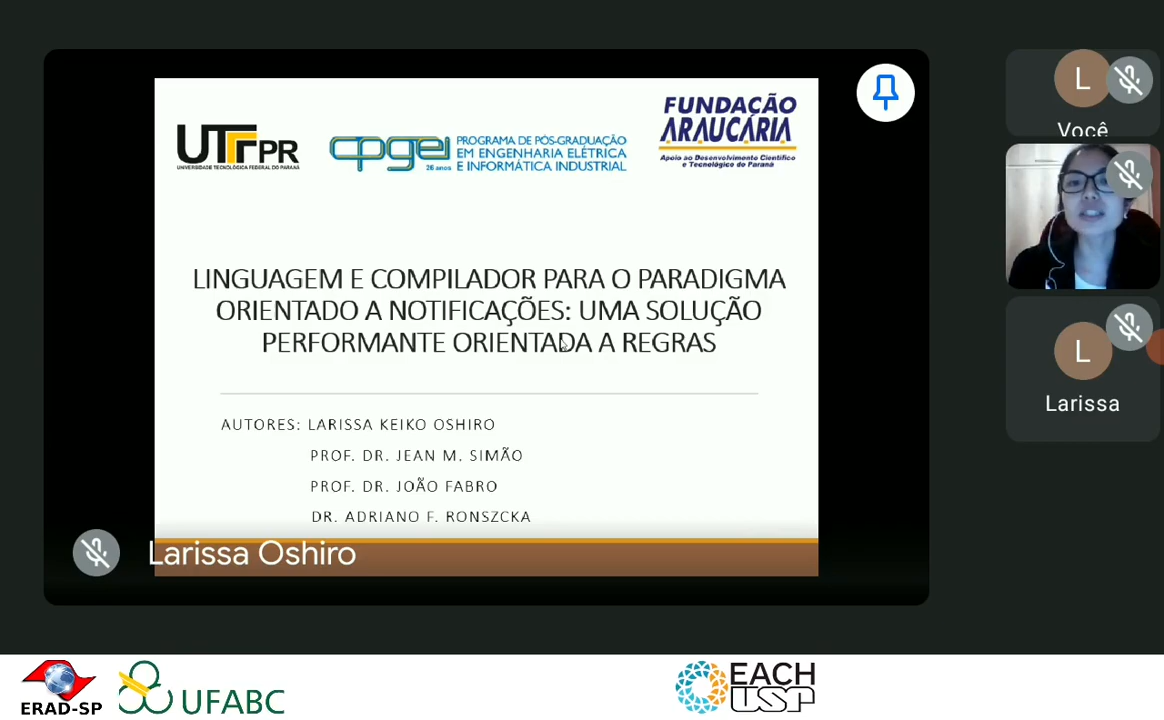 UTFPR
UNIVERSIDADE TECNOLÓGICA FEDERAL DO PARANÁ
cpgei
26 anos
PROGRAMA DE PÓS-GRADUAÇÃO
EM ENGENHARIA ELÉTRICA
E INFORMÁTICA INDUSTRIAL
FUNDAÇÃO
ARAUCÁRIA
Apoio ao Desenvolvimento Científico
e Tecnológico do Paraná
LINGUAGEM E COMPILADOR PARA O PARADIGMA
ORIENTADO A NOTIFICAÇÕES: UMA SOLUÇÃO
PERFORMANTE ORIENTADA A REGRAS
AUTORES: LARISSA KEIKO OSHIRO
PROF. DR. JEAN M. SIMÃO
PROF. DR. JOÃO FABRO
DR. ADRIANO F. RONSZCKA
Larissa Oshiro
L
Você
L
Larissa
ERAD-SP
UFABC
EACH
USP